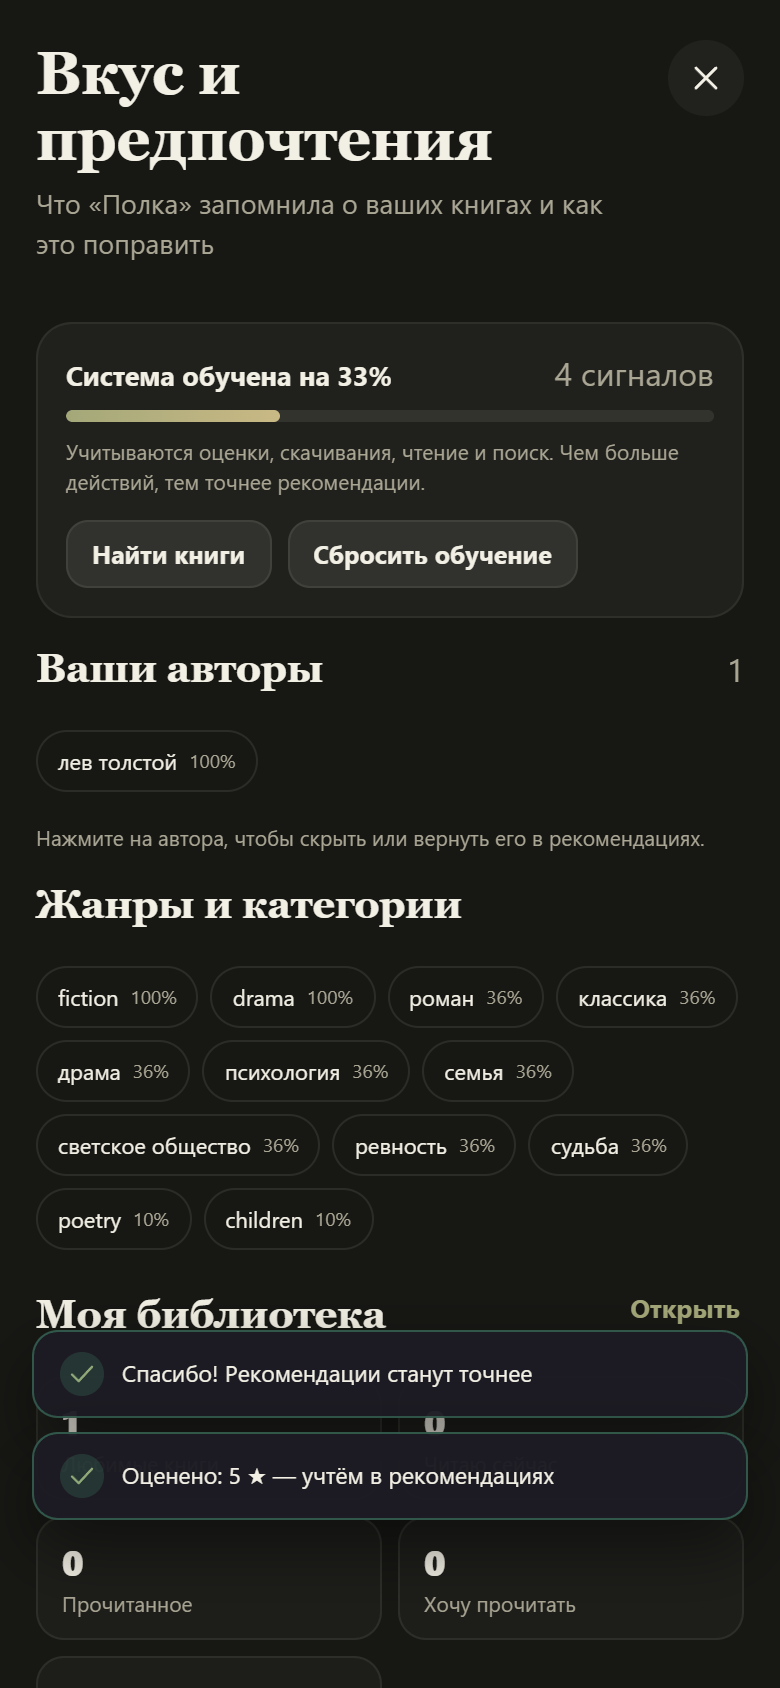 Вкус и
предпочтения
Что «Полка» запомнила о ваших книгах и как
это поправить
Система обучена на 33% 4 сигналов
Учитываются оценки, скачивания, чтение и поиск. Чем больше
действий, тем точнее рекомендации.
Найти книги Сбросить обучение
Ваши авторы 1
лев толстой 100%
Нажмите на автора, чтобы скрыть или вернуть его в рекомендациях.
Жанры и категории
fiction 100% drama 100% роман 36% классика 36%
драма 36% психология 36% семья 36%
светское общество 36% ревность 36% судьба 36%
poetry 10% children 10%
Моя библиотека Открыть
Спасибо! Рекомендации станут точнее
1 0
Оценено: 5 ★ — учтём в рекомендациях
0 0
Прочитанное Хочу прочитать